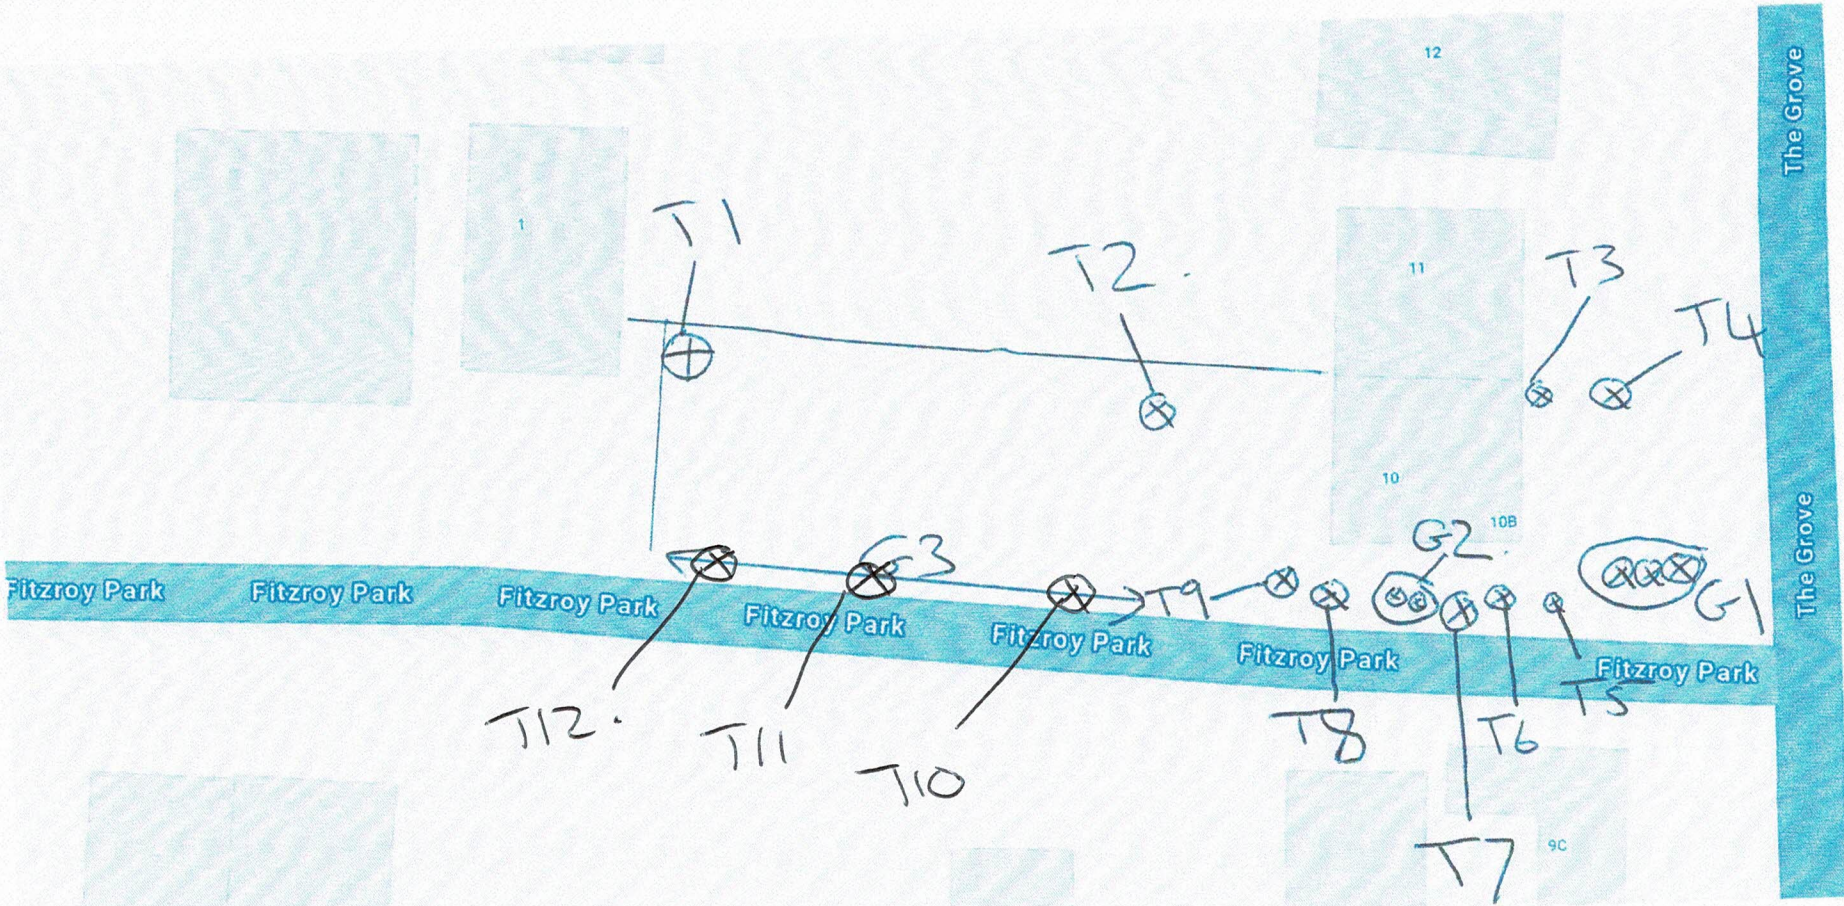 12
The Grove
T1
1
T2.
11
T3
T4
10
10B
G2.
The Grove
G3
T9
G1
Fitzroy Park
Fitzroy Park
Fitzroy Park
Fitzroy Park
Fitzroy Park
Fitzroy Park
Fitzroy Park
T12.
T11
T10
T8
T6
T5
T7
9C